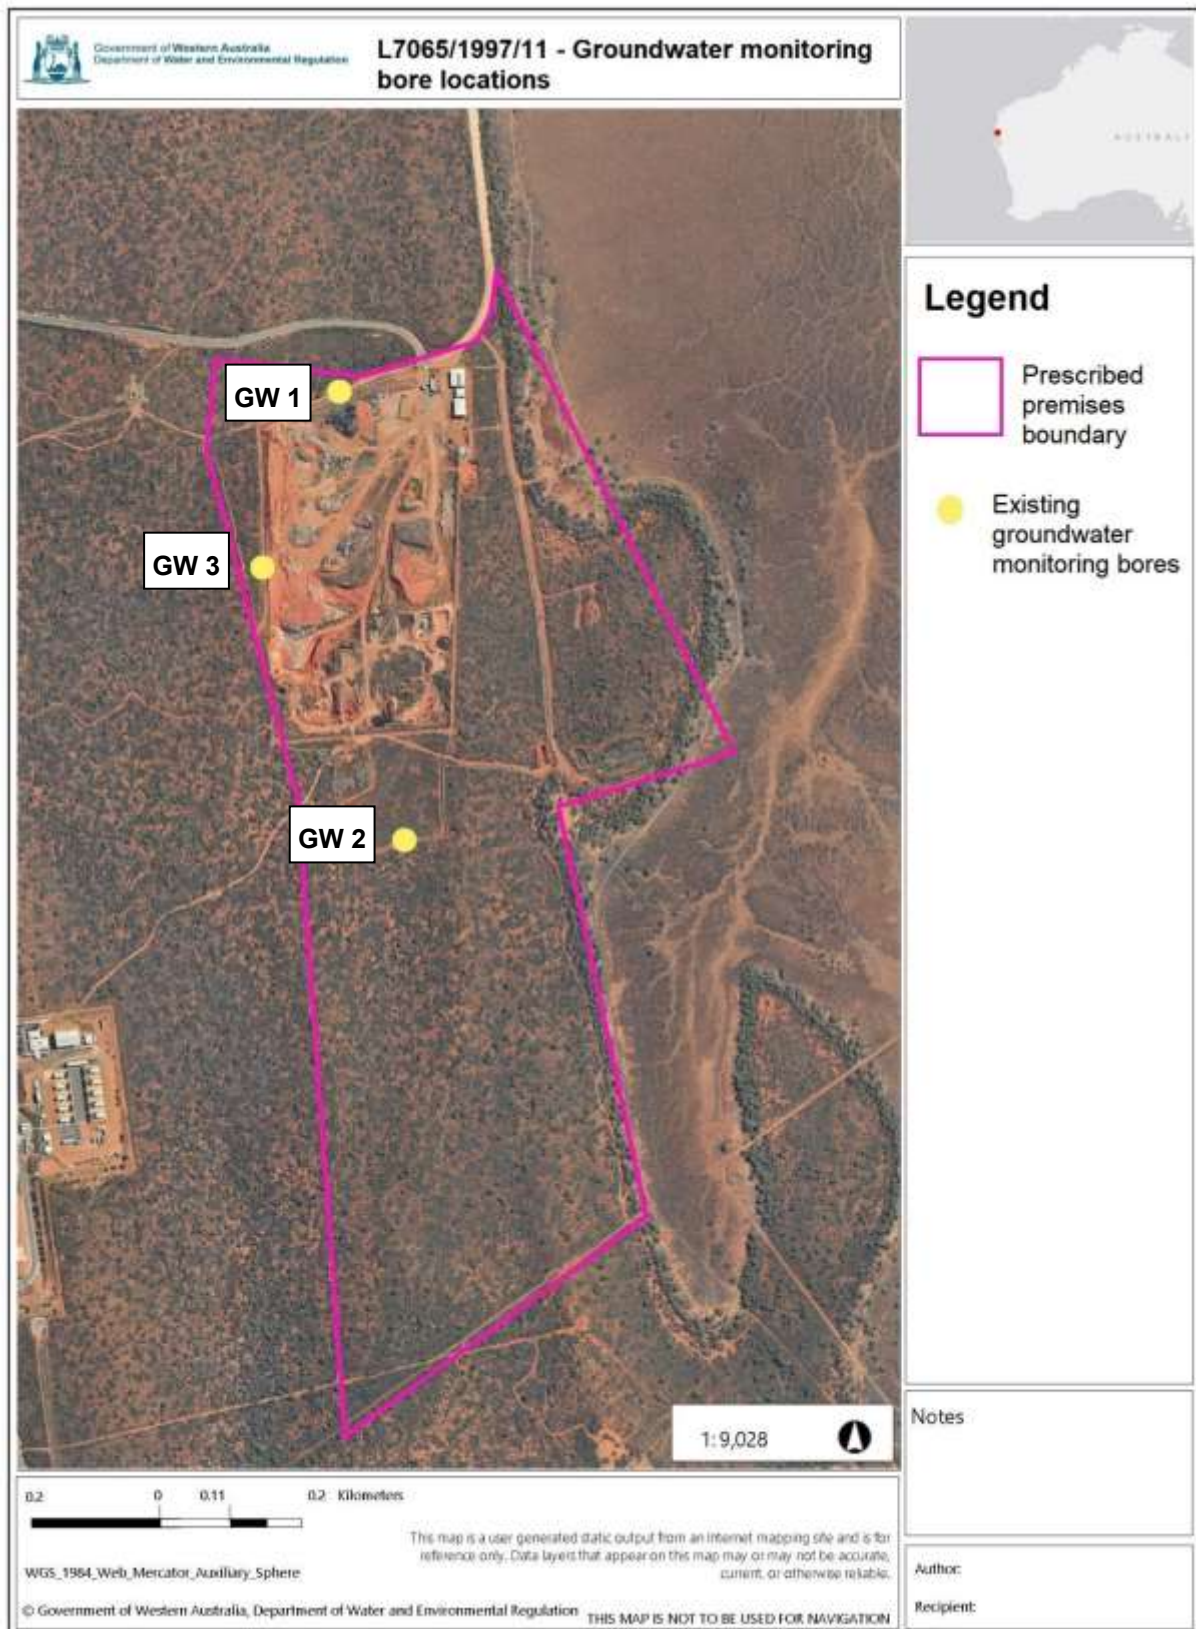 Government of Western Australia
Department of Water and Environmental Regulation
L7065/1997/11 - Groundwater monitoring
bore locations
AUSTRALI
GW 1
GW 3
GW 2
Legend
Prescribed
premises
boundary
Existing
groundwater
monitoring bores
1: 9,028
Notes
0.2 0 0.11 0.2 Kilometers
This map is a user generated static output from an Internet mapping site and is for
reference only. Data layers that appear on this map may or may not be accurate,
current, or otherwise reliable.
WGS_1984_Web_Mercator_Auxiliary_Sphere
© Government of Western Australia, Department of Water and Environmental Regulation
THIS MAP IS NOT TO BE USED FOR NAVIGATION
Author:
Recipient: